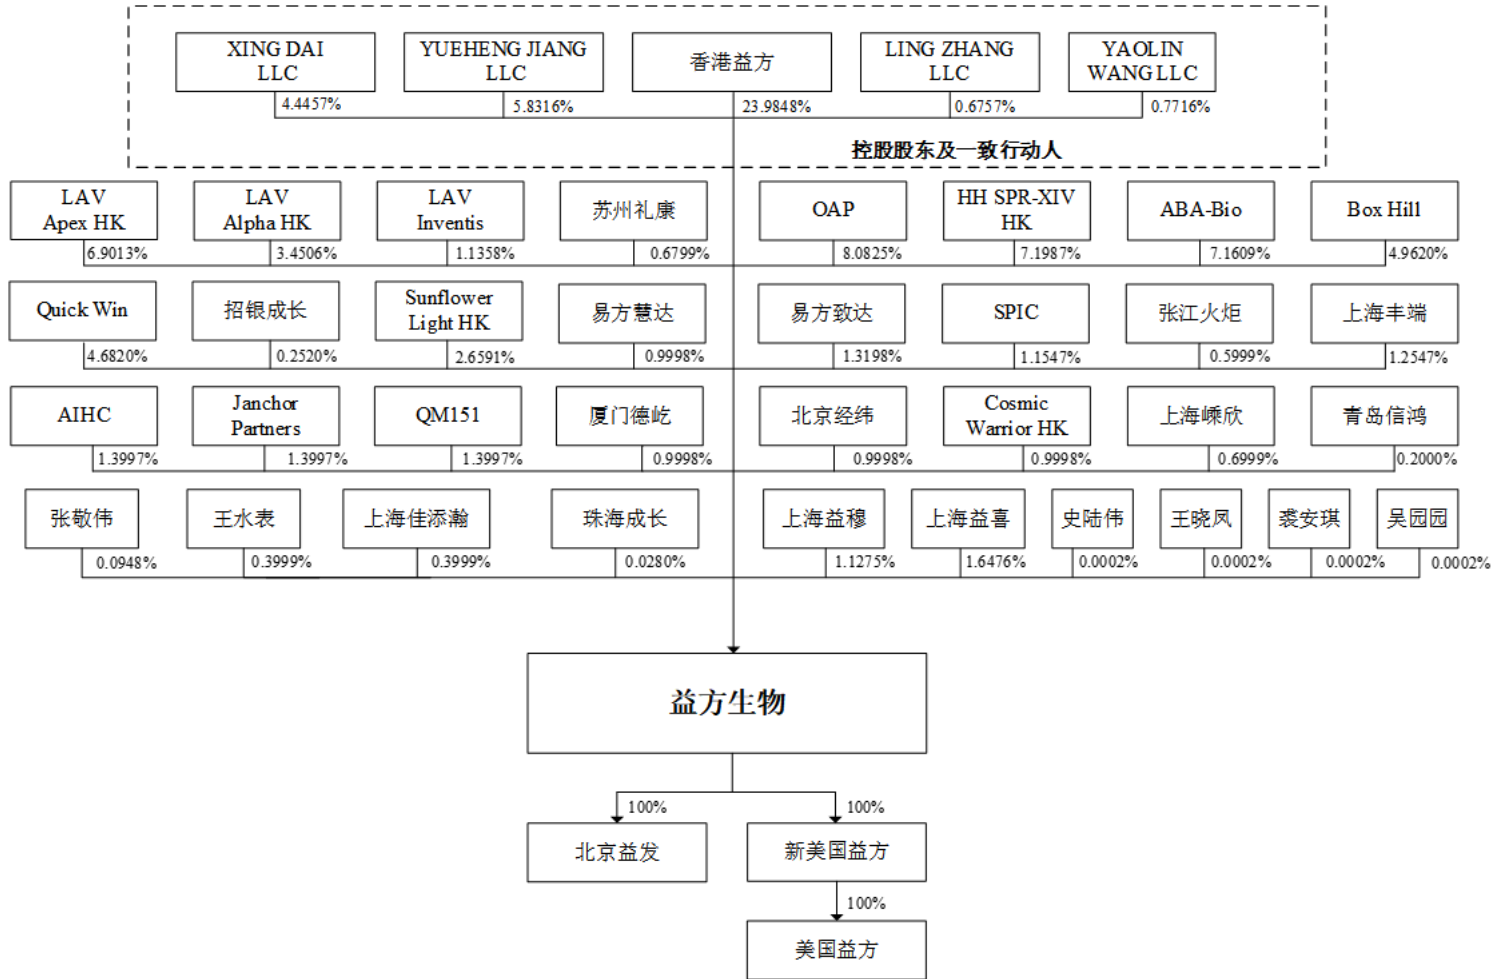 XING DAI
LLC
YUEHENG JIANG
LLC
香港益方
LING ZHANG
LLC
YAOLIN
WANG LLC
4.4457%
5.8316%
23.9848%
0.6757%
0.7716%
控股股东及一致行动人
LAV
Apex HK
LAV
Alpha HK
LAV
Inventis
苏州礼康
OAP
HH SPR-XIV
HK
ABA-Bio
Box Hill
6.9013%
3.4506%
1.1358%
0.6799%
8.0825%
7.1987%
7.1609%
4.9620%
Quick Win
招银成长
Sunflower
Light HK
易方慧达
易方致达
SPIC
张江火炬
上海丰端
4.6820%
0.2520%
2.6591%
0.9998%
1.3198%
1.1547%
0.5999%
1.2547%
AIHC
Janchor
Partners
QM151
厦门德屹
北京经纬
Cosmic
Warrior HK
上海嵊欣
青岛信鸿
1.3997%
1.3997%
1.3997%
0.9998%
0.9998%
0.9998%
0.6999%
0.2000%
张敬伟
王水表
上海佳添瀚
珠海成长
上海益穆
上海益喜
史陆伟
王晓凤
裘安琪
吴园园
0.0948%
0.3999%
0.3999%
0.0280%
1.1275%
1.6476%
0.0002%
0.0002%
0.0002%
0.0002%
益方生物
100%
100%
北京益发
新美国益方
100%
美国益方